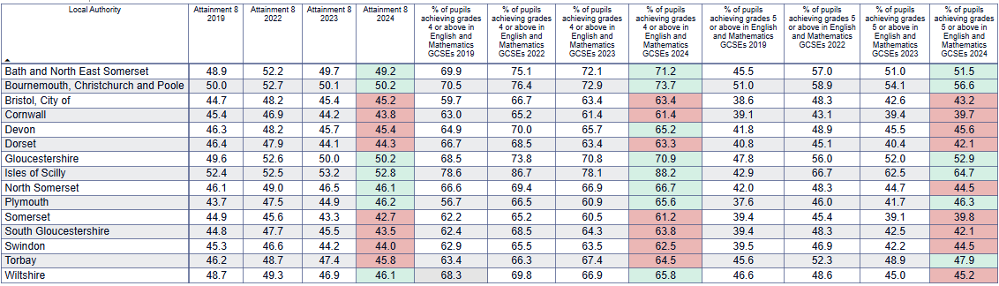 Local Authority Attainment 8 2019 Attainment 8 2022 Attainment 8 2023 Attainment 8 2024 % of pupils achieving grades 4 or above in English and Mathematics GCSEs 2019 % of pupils achieving grades 4 or above in English and Mathematics GCSEs 2022 % of pupils achieving grades 4 or above in English and Mathematics GCSEs 2023 % of pupils achieving grades 4 or above in English and Mathematics GCSEs 2024 % of pupils achieving grades 5 or above in English and Mathematics GCSEs 2019 % of pupils achieving grades 5 or above in English and Mathematics GCSEs 2022 % of pupils achieving grades 5 or above in English and Mathematics GCSEs 2023 % of pupils achieving grades 5 or above in English and Mathematics GCSEs 2024
Bath and North East Somerset 48.9 52.2 49.7 49.2 69.9 75.1 72.1 71.2 45.5 57.0 51.0 51.5
Bournemouth, Christchurch and Poole 50.0 52.7 50.1 50.2 70.5 76.4 72.9 73.7 51.0 58.9 54.1 56.6
Bristol, City of 44.7 48.2 45.4 45.2 59.7 66.7 63.4 63.4 38.6 48.3 42.6 43.2
Cornwall 45.4 46.9 44.2 43.8 63.0 65.2 61.4 61.4 39.1 43.1 39.4 39.7
Devon 46.3 48.2 45.7 45.4 64.9 70.0 65.7 65.2 41.8 48.9 45.5 45.6
Dorset 46.4 47.9 44.1 44.3 66.7 68.5 63.4 63.3 40.8 45.1 40.4 42.1
Gloucestershire 49.6 52.6 50.0 50.2 68.5 73.8 70.8 70.9 47.8 56.0 52.0 52.9
Isles of Scilly 52.4 52.5 53.2 52.8 78.6 86.7 78.1 88.2 42.9 66.7 62.5 64.7
North Somerset 46.1 49.0 46.5 46.1 66.6 69.4 66.9 66.7 42.0 48.3 44.7 44.5
Plymouth 43.7 47.5 44.9 46.2 56.7 66.5 60.9 65.6 37.6 46.0 41.7 46.3
Somerset 44.9 45.6 43.3 42.7 62.2 65.2 60.5 61.2 39.4 45.4 39.1 39.8
South Gloucestershire 44.8 47.7 45.5 43.5 62.4 68.5 64.3 63.8 39.4 48.3 42.5 42.1
Swindon 45.3 46.6 44.2 44.0 62.9 65.5 63.5 62.5 39.5 46.9 42.2 44.5
Torbay 46.2 48.7 47.4 45.8 63.4 66.3 67.4 64.5 45.6 52.3 48.9 47.9
Wiltshire 48.7 49.3 46.9 46.1 68.3 69.8 66.9 65.8 46.6 48.6 45.0 45.2